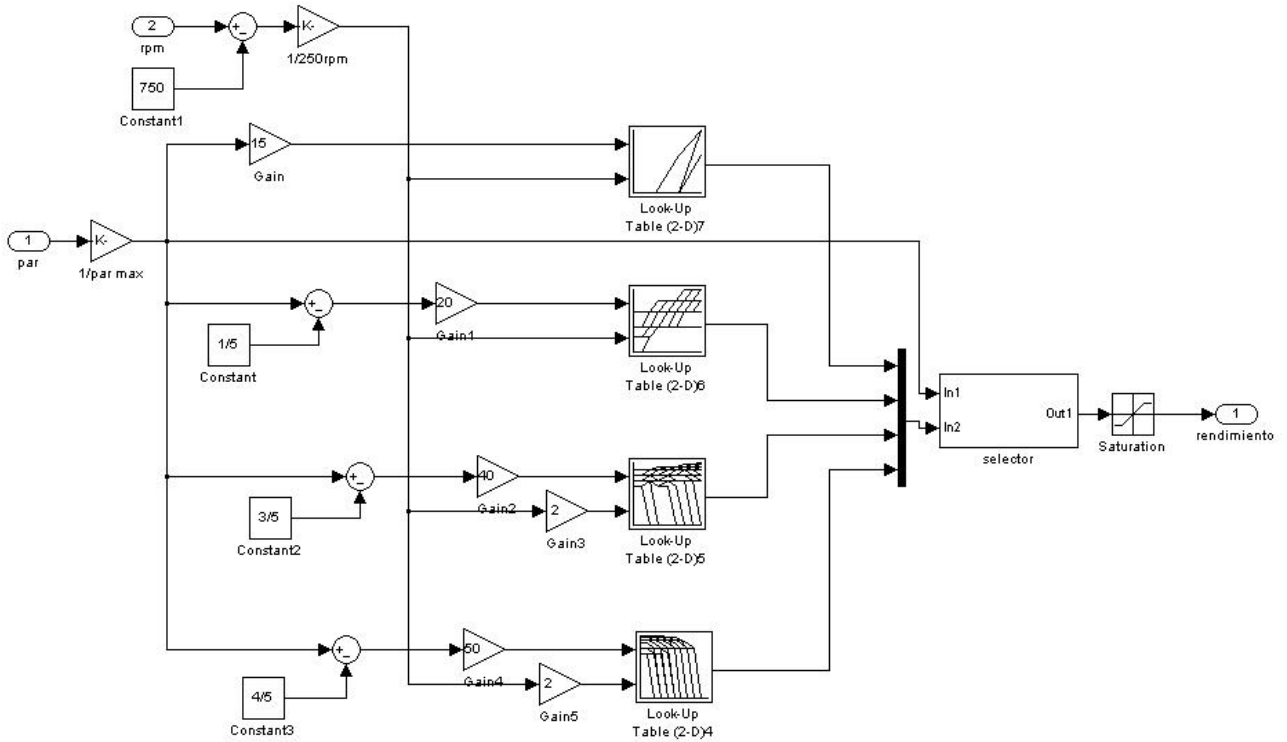 2
rpm
+
-
K-
1/250rpm
750
Constant1
15
Gain
Look-Up
Table (2-D)7
1
par
K-
1/par max
+
-
1/5
Constant
20
Gain1
Look-Up
Table (2-D)6
In1
In2
Out1
selector
Saturation
1
rendimiento
+
-
3/5
Constant2
40
Gain2
2
Gain3
Look-Up
Table (2-D)5
+
-
4/5
Constant3
50
Gain4
2
Gain5
Look-Up
Table (2-D)4